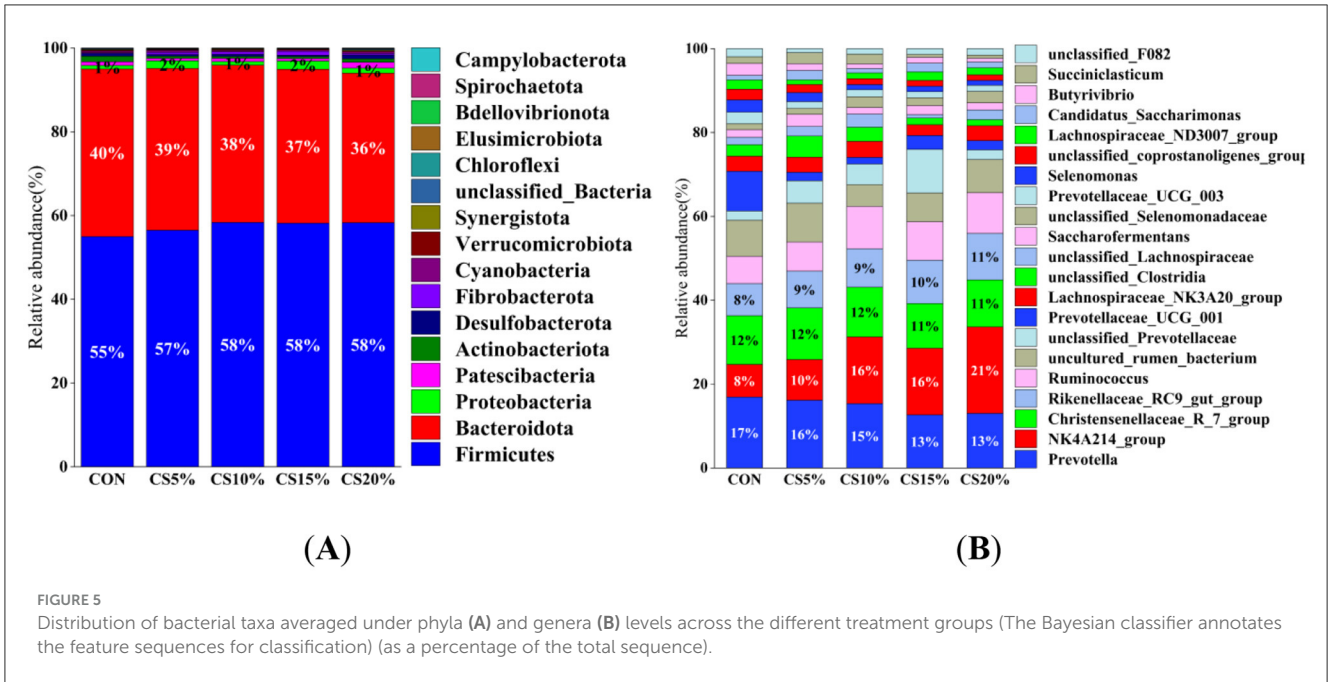 100
80
60
40
20
0
Relative abundance(%)
1%
2%
1%
2%
1%
40%
39%
38%
37%
36%
55%
57%
58%
58%
58%
CON
CS5%
CS10%
CS15%
CS20%
Campylobacterota
Spirochaetota
Bdellovibrionota
Elusimicrobiota
Chloroflexi
unclassified_Bacteria
Synergistota
Verrucomicrobiota
Cyanobacteria
Fibrobacterota
Desulfobacterota
Actinobacteriota
Patescibacteria
Proteobacteria
Bacteroidota
Firmicutes
(A)
100
80
60
40
20
0
Relative abundance(%)
8%
9%
9%
10%
11%
12%
12%
12%
11%
11%
8%
10%
16%
16%
21%
17%
16%
15%
13%
13%
CON
CS5%
CS10%
CS15%
CS20%
unclassified_F082
Succiniclasticum
Butyrivibrio
Candidatus_Saccharimonas
Lachnospiraceae_ND3007_group
unclassified_coprostanoligenes_group
Selenomonas
Prevotellaceae_UCG_003
unclassified_Selenomonadaceae
Saccharofermentans
unclassified_Lachnospiraceae
unclassified_Clostridia
Lachnospiraceae_NK3A20_group
Prevotellaceae_UCG_001
unclassified_Prevotellaceae
uncultured_rumen_bacterium
Ruminococcus
Rikenellaceae_RC9_gut_group
Christensenellaceae_R_7_group
NK4A214_group
Prevotella
(B)
FIGURE 5
Distribution of bacterial taxa averaged under phyla (A) and genera (B) levels across the different treatment groups (The Bayesian classifier annotates
the feature sequences for classification) (as a percentage of the total sequence).